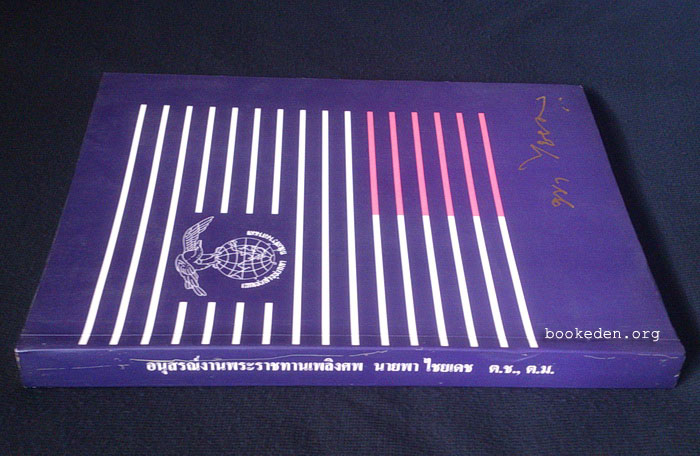 bookeden.org
อนุสรณ์งานพระราชทานเพลิงศพ นายพา ไชยเดช ต.ช., ต.ม.